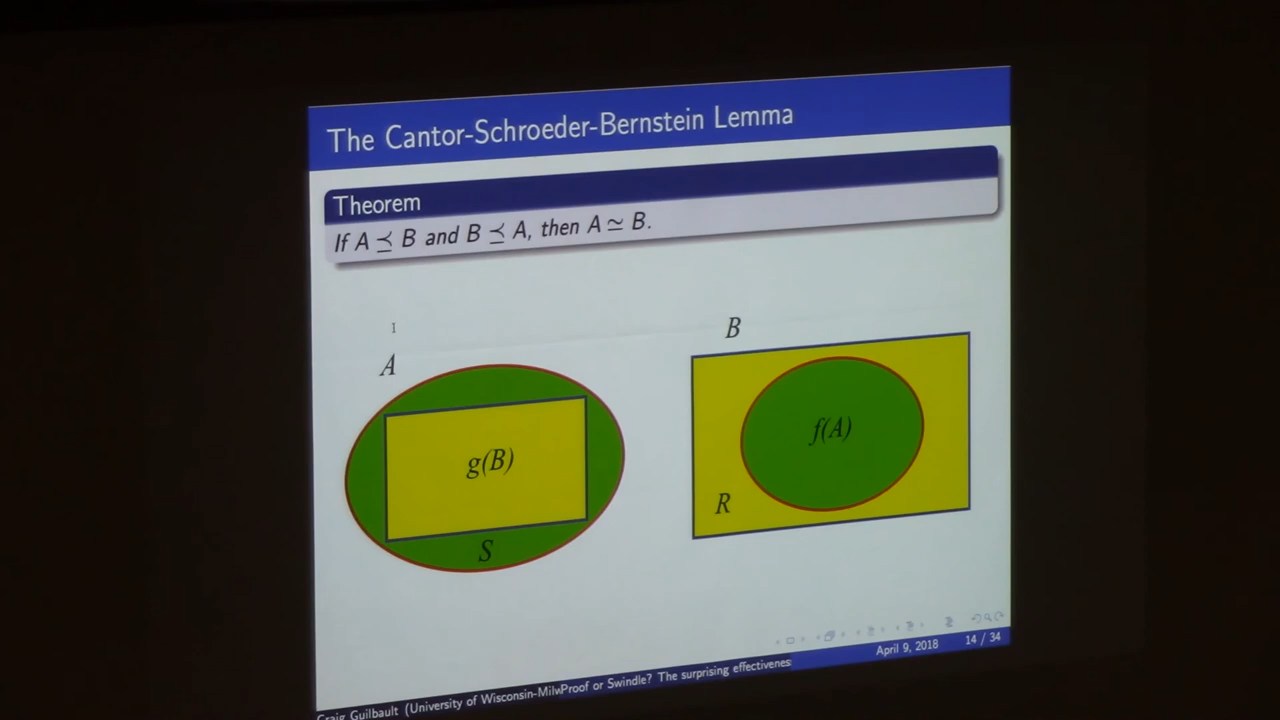 The Cantor-Schroeder-Bernstein Lemma
Theorem
If A ⪯ B and B ⪯ A, then A ≃ B.
A
g(B)
S
B
f(A)
R
Craig Guilbault (University of Wisconsin-MilwProof or Swindle? The surprising effectivenes
April 9, 2018
14 / 34